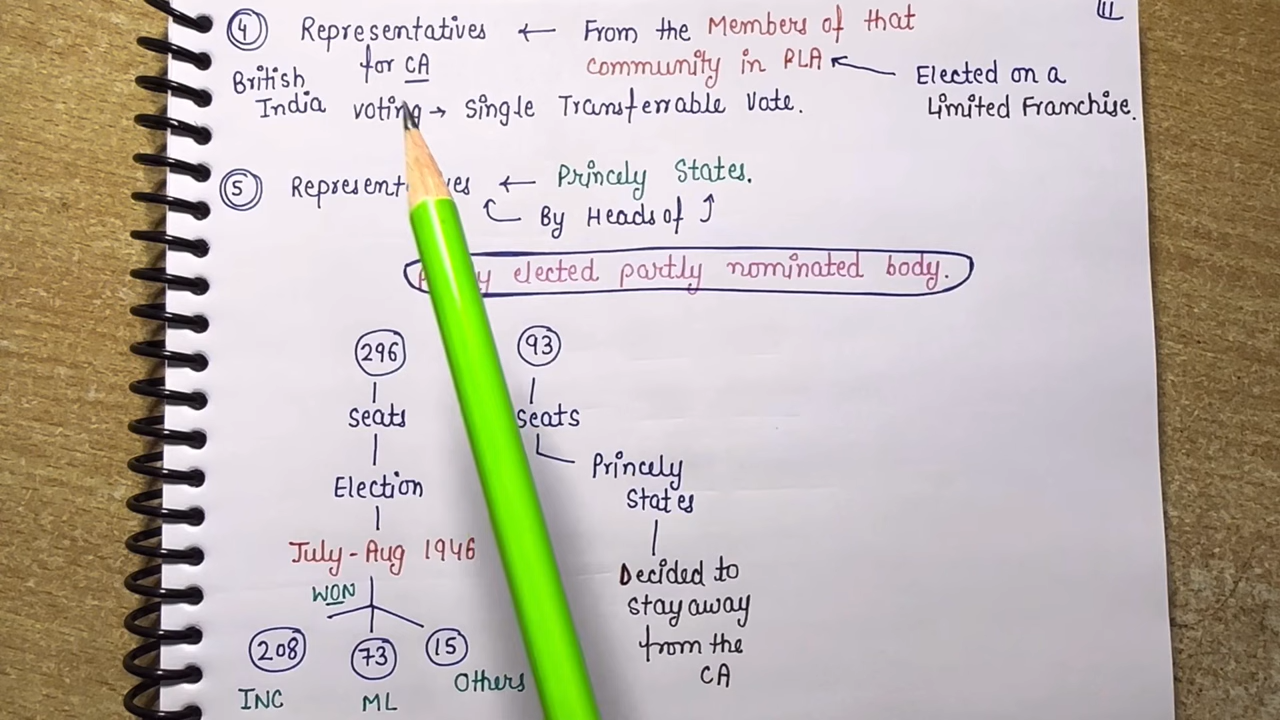 ④ Representatives ← From the Members of that
for CA community in PLA ← Elected on a
British India Limited Franchise.
voting → Single Transferrable Vote.
⑤ ← Princely States.
By Heads of
elected partly nominated body.
296 93
seats seats
Election Princely
States
July - Aug 1946
WON Decided to
stay away
208 73 15 from the
INC ML Others CA